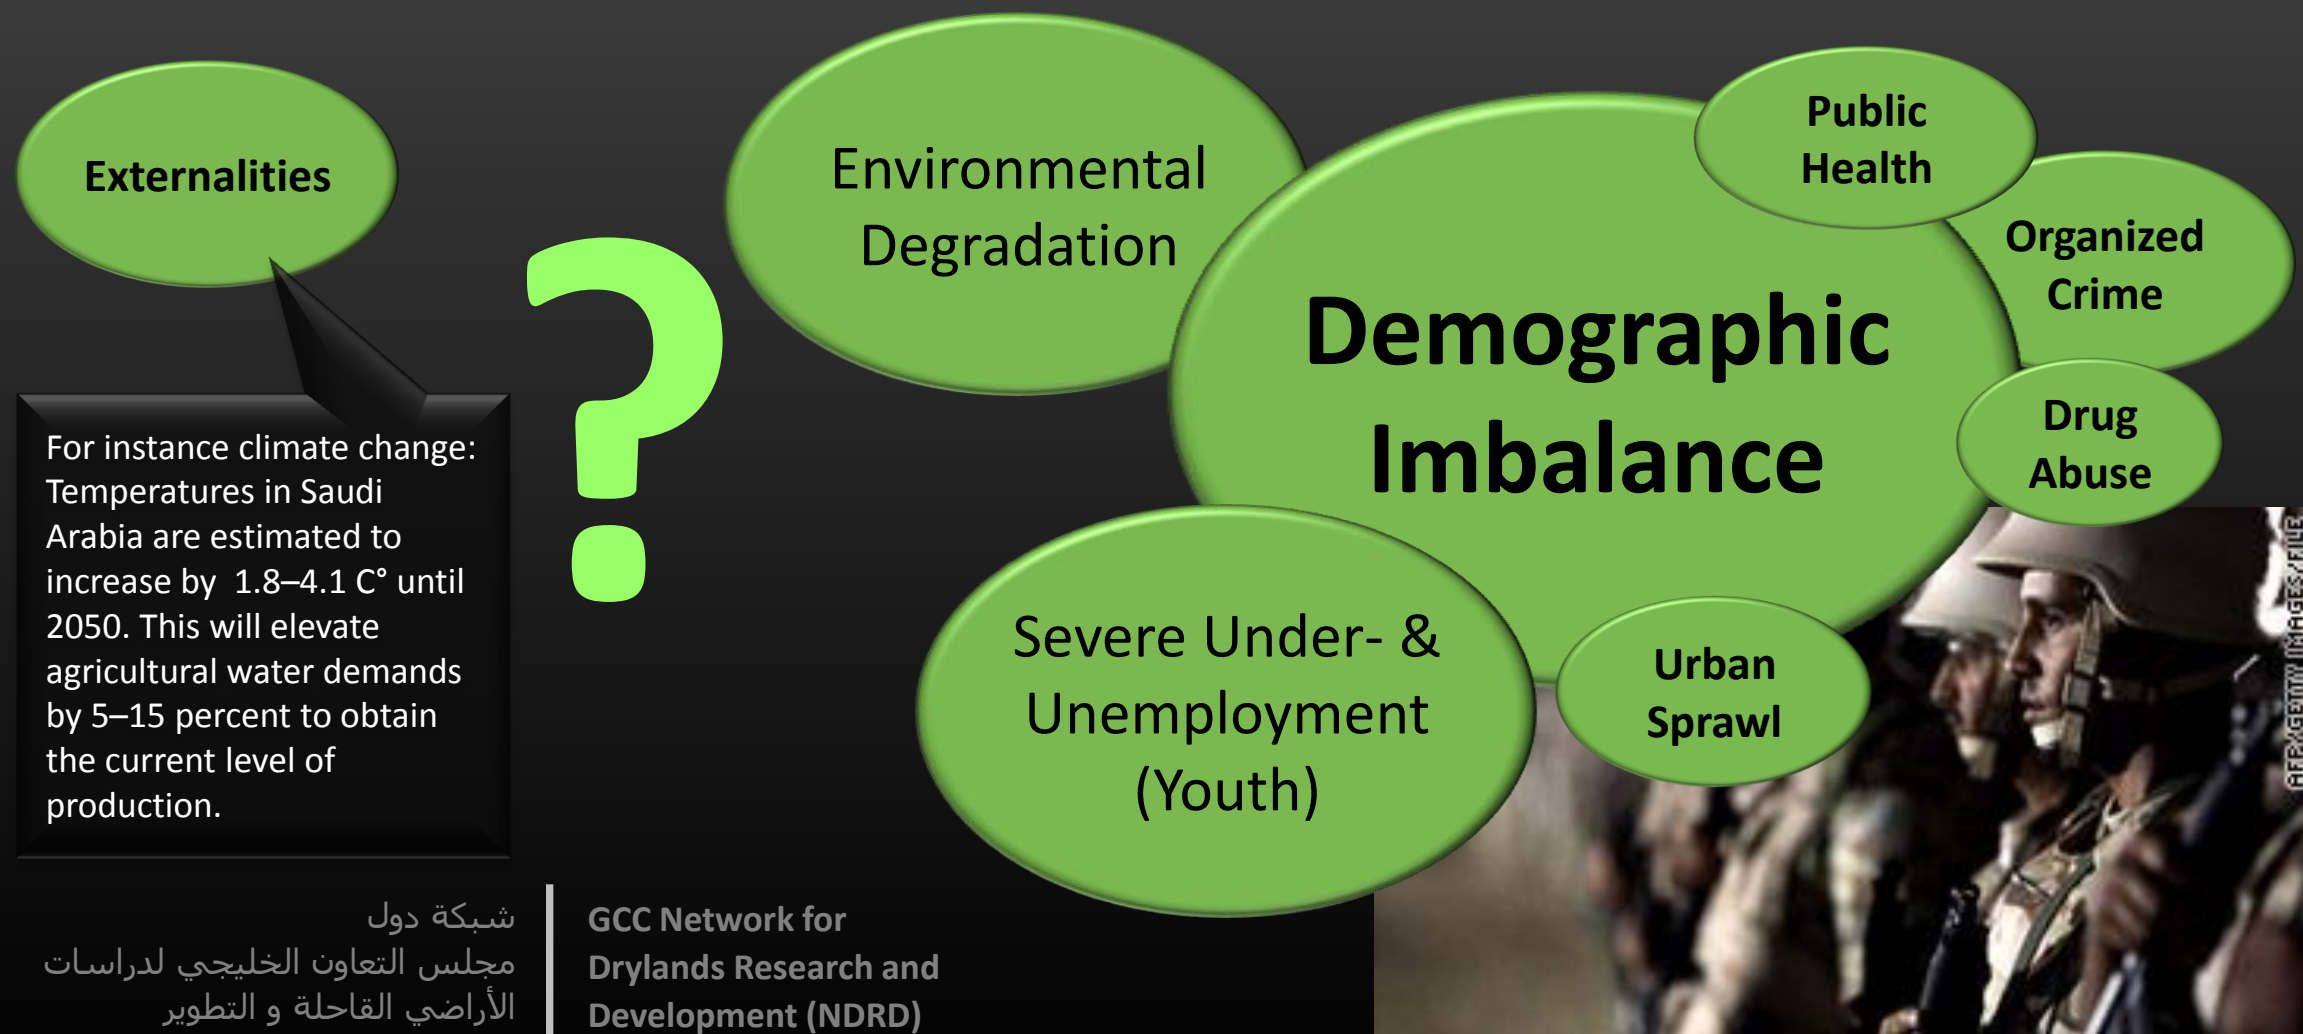 Externalities
For instance climate change:
Temperatures in Saudi
Arabia are estimated to
increase by  1.8–4.1 C° until
2050. This will elevate
agricultural water demands
by 5–15 percent to obtain
the current level of
production.
?
Environmental
Degradation
Demographic
Imbalance
Public
Health
Organized
Crime
Drug
Abuse
Urban
Sprawl
Severe Under- &
Unemployment
(Youth)
AFP/GETTY IMAGES/FILE
شبكة دول
مجلس التعاون الخليجي لدراسات
الأراضي القاحلة و التطوير
GCC Network for
Drylands Research and
Development (NDRD)